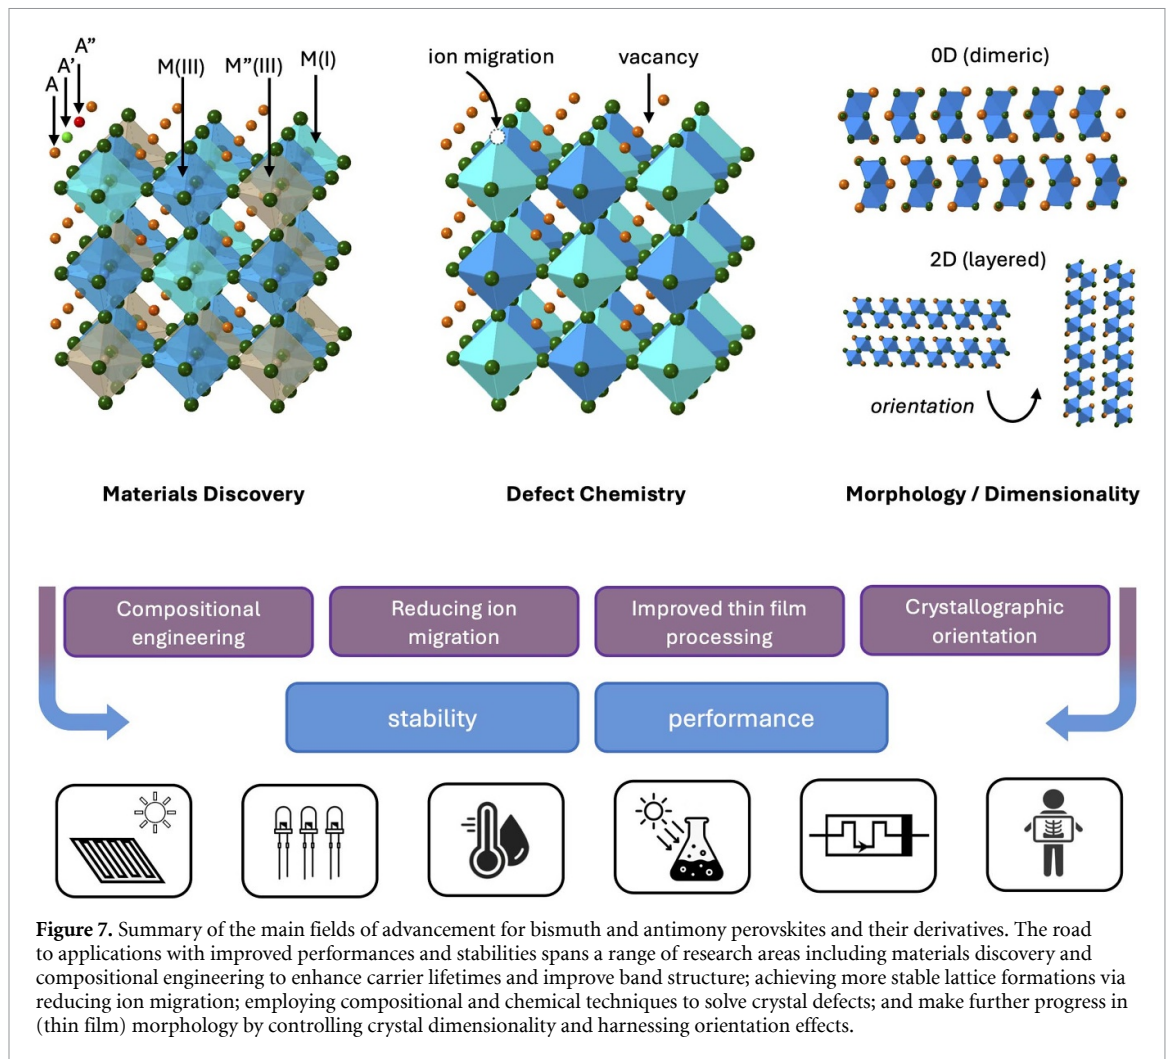 A
A’
A”
M(III)
M”(III)
M(I)
ion migration
vacancy
0D (dimeric)
2D (layered)
orientation
Materials Discovery
Defect Chemistry
Morphology / Dimensionality
Compositional
engineering
Reducing ion
migration
Improved thin film
processing
Crystallographic
orientation
stability
performance
Figure 7. Summary of the main fields of advancement for bismuth and antimony perovskites and their derivatives. The road
to applications with improved performances and stabilities spans a range of research areas including materials discovery and
compositional engineering to enhance carrier lifetimes and improve band structure; achieving more stable lattice formations via
reducing ion migration; employing compositional and chemical techniques to solve crystal defects; and make further progress in
(thin film) morphology by controlling crystal dimensionality and harnessing orientation effects.